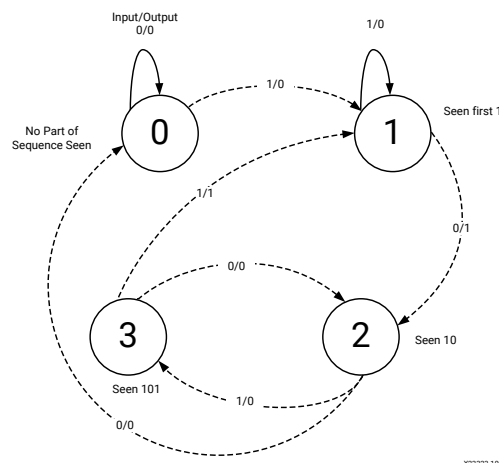 Input/Output
0/0
1/0
1/0
0
1
Seen first 1
No Part of
Sequence Seen
1/1
0/1
0/0
3
2
Seen 10
Seen 101
1/0
0/0